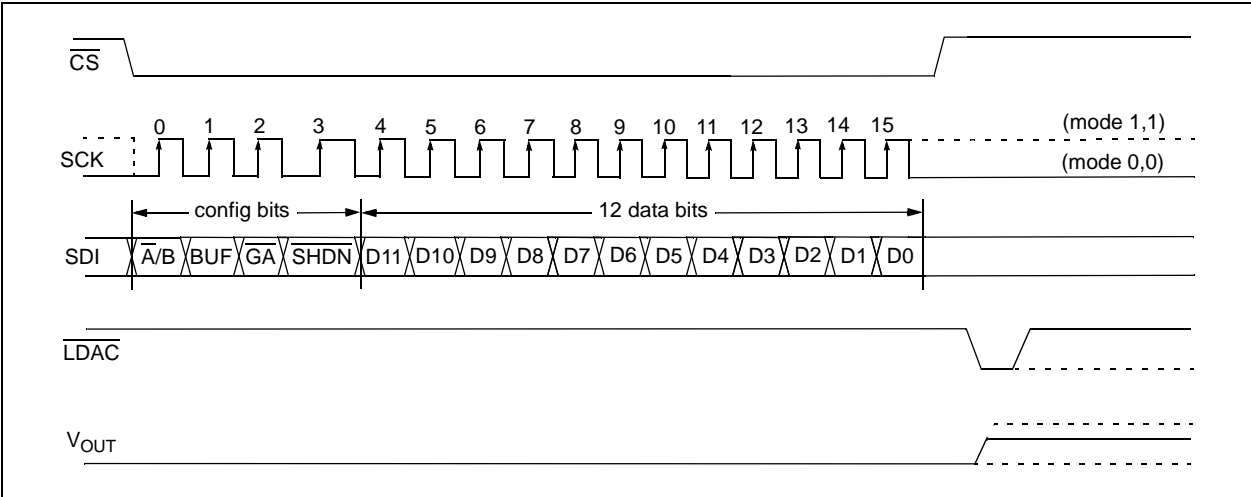 CS
0 1 2 3 4 5 6 7 8 9 10 11 12 13 14 15 (mode 1,1)
SCK (mode 0,0)
config bits 12 data bits
SDI A/B BUF GA SHDN D11 D10 D9 D8 D7 D6 D5 D4 D3 D2 D1 D0
LDAC
VOUT